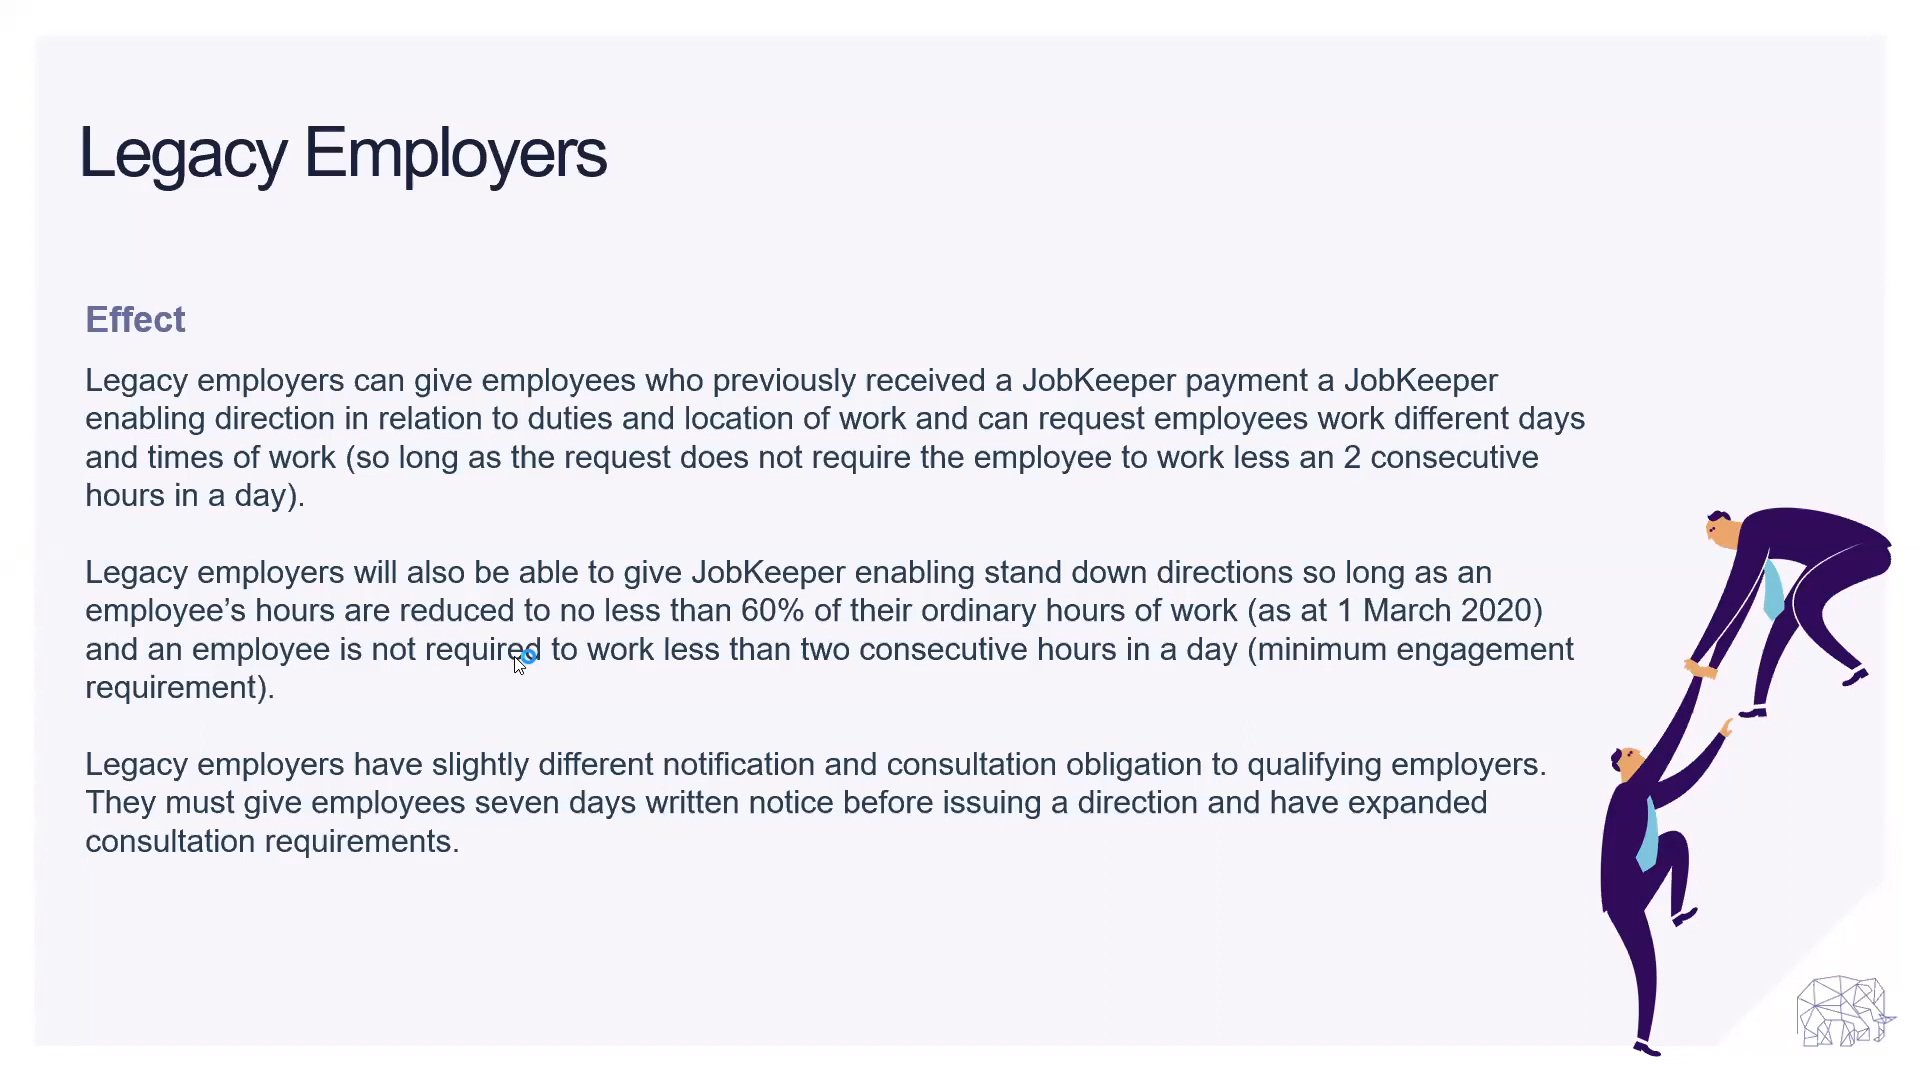 Legacy Employers
Effect
Legacy employers can give employees who previously received a JobKeeper payment a JobKeeper
enabling direction in relation to duties and location of work and can request employees work different days
and times of work (so long as the request does not require the employee to work less an 2 consecutive
hours in a day).
Legacy employers will also be able to give JobKeeper enabling stand down directions so long as an
employee’s hours are reduced to no less than 60% of their ordinary hours of work (as at 1 March 2020)
and an employee is not required to work less than two consecutive hours in a day (minimum engagement
requirement).
Legacy employers have slightly different notification and consultation obligation to qualifying employers.
They must give employees seven days written notice before issuing a direction and have expanded
consultation requirements.